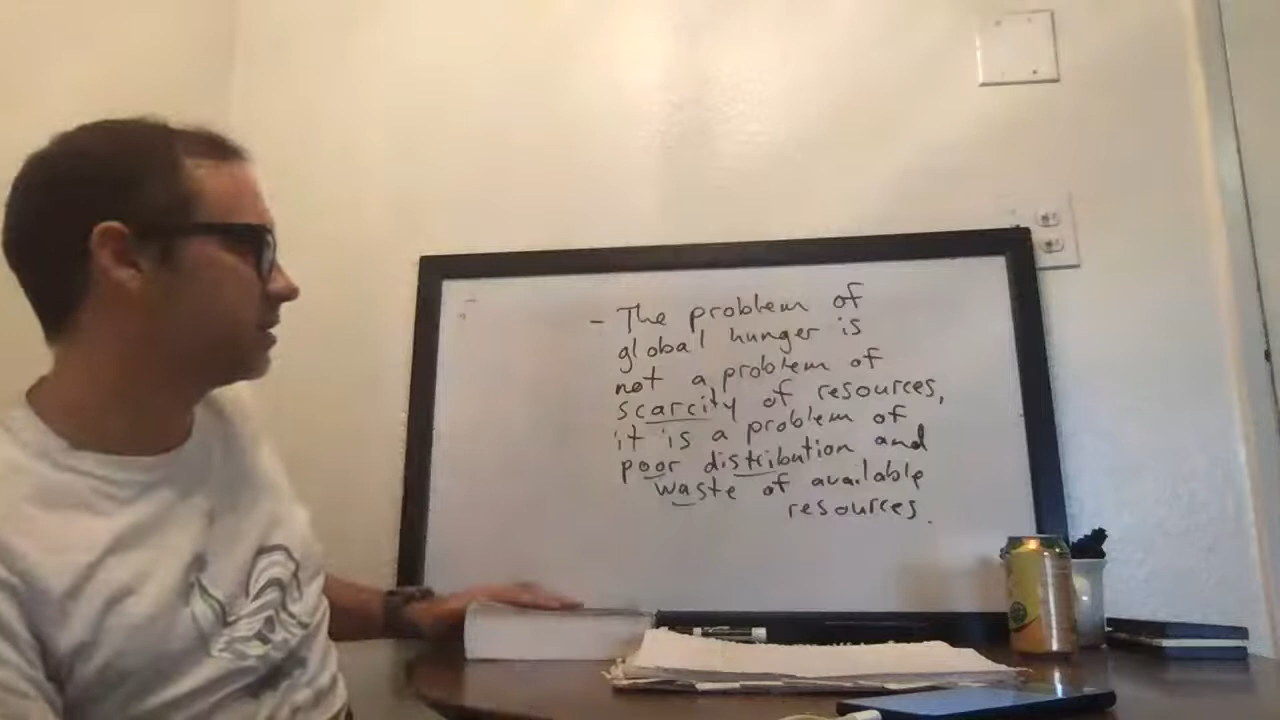 - The problem of
global hunger is
not a problem of
scarcity of resources,
it is a problem of
poor distribution and
waste of available
resources.